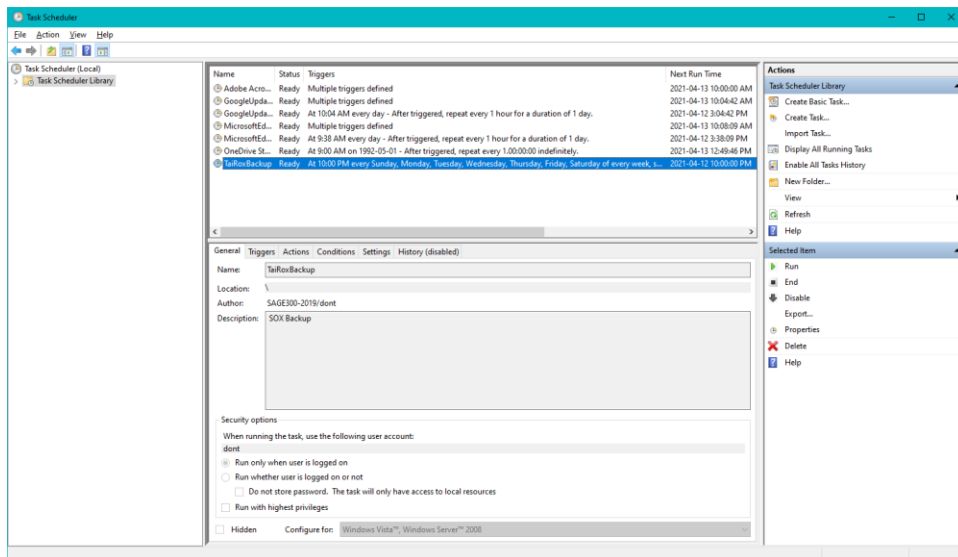 Task Scheduler
File Action View Help
Task Scheduler (Local)
Task Scheduler Library
Name Status Triggers Next Run Time
Adobe Acro... Ready Multiple triggers defined 2021-04-13 10:00:00 AM
GoogleUpda... Ready Multiple triggers defined 2021-04-13 10:04:42 AM
GoogleUpda... Ready At 10:04 AM every day - After triggered, repeat every 1 hour for a duration of 1 day. 2021-04-12 3:04:42 PM
MicrosoftEd... Ready Multiple triggers defined 2021-04-13 10:08:09 AM
MicrosoftEd... Ready At 9:38 AM every day - After triggered, repeat every 1 hour for a duration of 1 day. 2021-04-12 3:38:09 PM
OneDrive St... Ready At 9:00 AM on 1992-05-01 - After triggered, repeat every 1.00:00:00 indefinitely. 2021-04-13 12:49:46 PM
TaiRoxBackup Ready At 10:00 PM every Sunday, Monday, Tuesday, Wednesday, Thursday, Friday, Saturday of every week, s... 2021-04-12 10:00:00 PM
General Triggers Actions Conditions Settings History (disabled)
Name: TaiRoxBackup
Location: \
Author: SAGE300-2019/dont
Description: SOX Backup
Security options
When running the task, use the following user account:
dont
Run only when user is logged on
Run whether user is logged on or not
Do not store password. The task will only have access to local resources
Run with highest privileges
Hidden Configure for: Windows Vista™, Windows Server™ 2008
Actions
Task Scheduler Library
Create Basic Task...
Create Task...
Import Task...
Display All Running Tasks
Enable All Tasks History
New Folder...
View
Refresh
Help
Selected Item
Run
End
Disable
Export...
Properties
Delete
Help